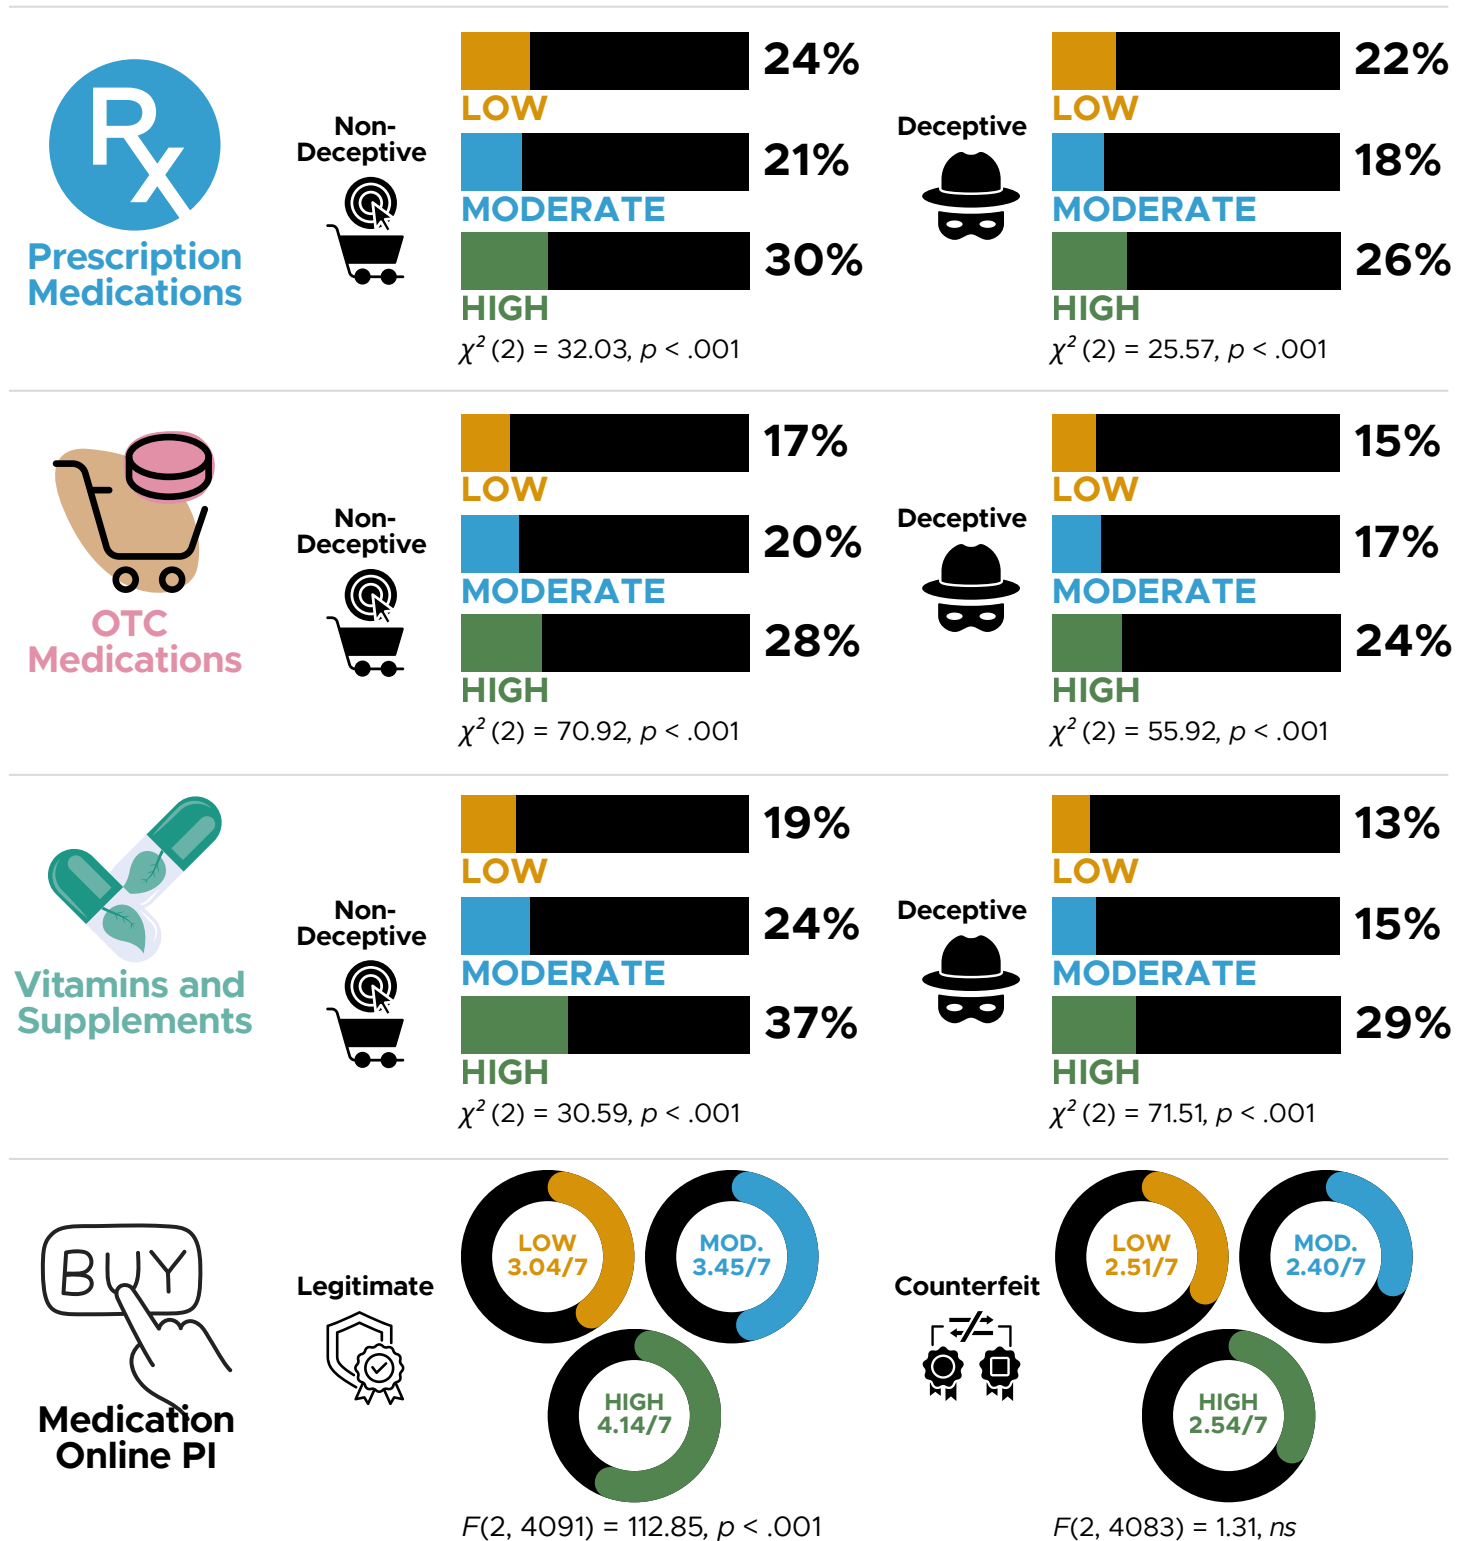 Rx
Prescription
Medications
Non-
Deceptive
24%
LOW
21%
MODERATE
30%
HIGH
χ² (2) = 32.03, p < .001
Deceptive
22%
LOW
18%
MODERATE
26%
HIGH
χ² (2) = 25.57, p < .001
OTC
Medications
Non-
Deceptive
17%
LOW
20%
MODERATE
28%
HIGH
χ² (2) = 70.92, p < .001
Deceptive
15%
LOW
17%
MODERATE
24%
HIGH
χ² (2) = 55.92, p < .001
Vitamins and
Supplements
Non-
Deceptive
19%
LOW
24%
MODERATE
37%
HIGH
χ² (2) = 30.59, p < .001
Deceptive
13%
LOW
15%
MODERATE
29%
HIGH
χ² (2) = 71.51, p < .001
BUY
Medication
Online PI
Legitimate
LOW
3.04/7
MOD.
3.45/7
HIGH
4.14/7
F(2, 4091) = 112.85, p < .001
Counterfeit
LOW
2.51/7
MOD.
2.40/7
HIGH
2.54/7
F(2, 4083) = 1.31, ns